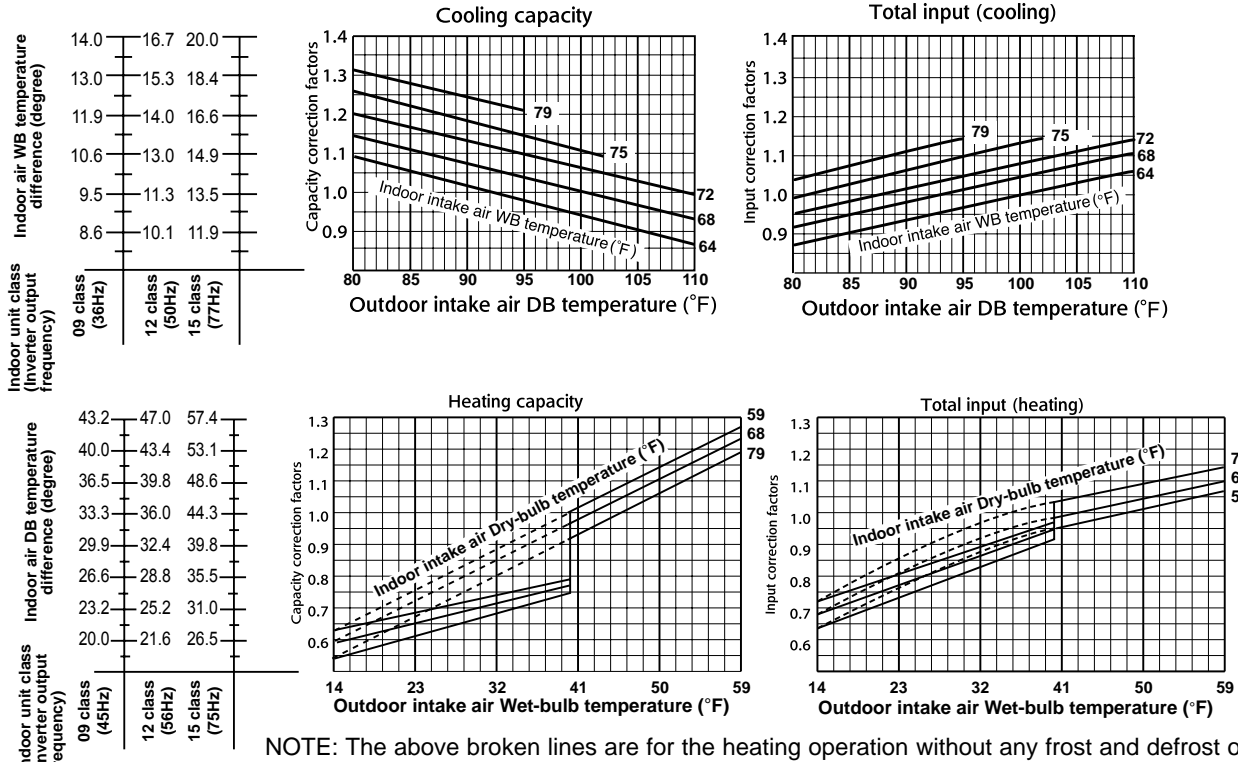 Cooling capacity
Total input (cooling)
Indoor air WB temperature
difference (degree)
14.0 16.7 20.0
13.0 15.3 18.4
11.9 14.0 16.6
10.6 13.0 14.9
9.5 11.3 13.5
8.6 10.1 11.9
Indoor unit class
(Inverter output
frequency)
09 class
(36Hz)
12 class
(50Hz)
15 class
(77Hz)
Capacity correction factors
1.4
1.3
1.2
1.1
1.0
0.9
79
75
72
68
64
Indoor intake air WB temperature (°F)
80 85 90 95 100 105 110
Outdoor intake air DB temperature (°F)
Input correction factors
1.4
1.3
1.2
1.1
1.0
0.9
79
75
72
68
64
Indoor intake air WB temperature (°F)
80 85 90 95 100 105 110
Outdoor intake air DB temperature (°F)
Heating capacity
Total input (heating)
Indoor air DB temperature
difference (degree)
43.2 47.0 57.4
40.0 43.4 53.1
36.5 39.8 48.6
33.3 36.0 44.3
29.9 32.4 39.8
26.6 28.8 35.5
23.2 25.2 31.0
20.0 21.6 26.5
ndoor unit class
nverter output
requency)
09 class
(45Hz)
12 class
(56Hz)
15 class
(75Hz)
Capacity correction factors
1.3
1.2
1.1
1.0
0.9
0.8
0.7
0.6
59
68
79
Indoor intake air Dry-bulb temperature (°F)
14 23 32 41 50 59
Outdoor intake air Wet-bulb temperature (°F)
Input correction factors
1.3
1.2
1.1
1.0
0.9
0.8
0.7
0.6
7
6
5
Indoor intake air Dry-bulb temperature (°F)
14 23 32 41 50 59
Outdoor intake air Wet-bulb temperature (°F)
NOTE: The above broken lines are for the heating operation without any frost and defrost o